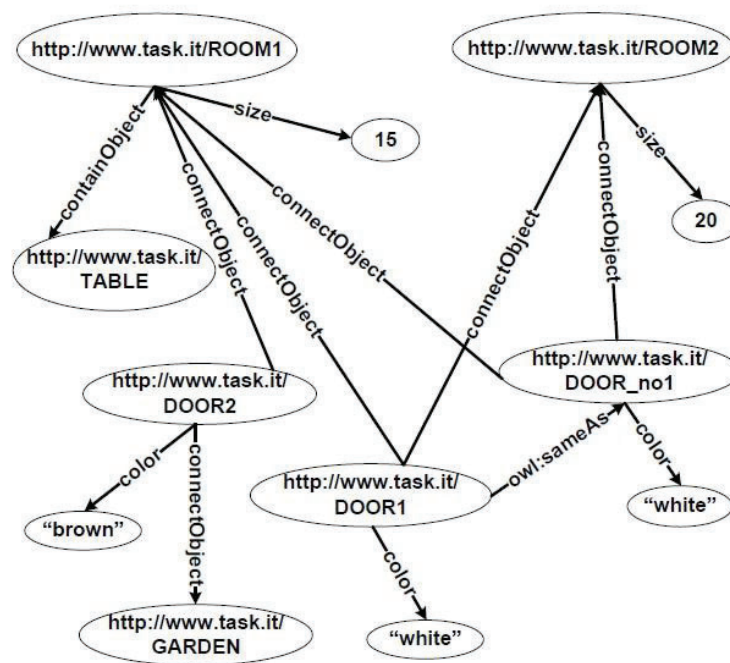 http://www.task.it/ROOM1
http://www.task.it/ROOM2
size
15
containObject
size
connectObject
connectObject
connectObject
connectObject
connectObject
20
http://www.task.it/
TABLE
http://www.task.it/
DOOR2
http://www.task.it/
DOOR_no1
color
connectObject
owl:sameAs
color
http://www.task.it/
DOOR1
"brown"
"white"
color
http://www.task.it/
GARDEN
"white"